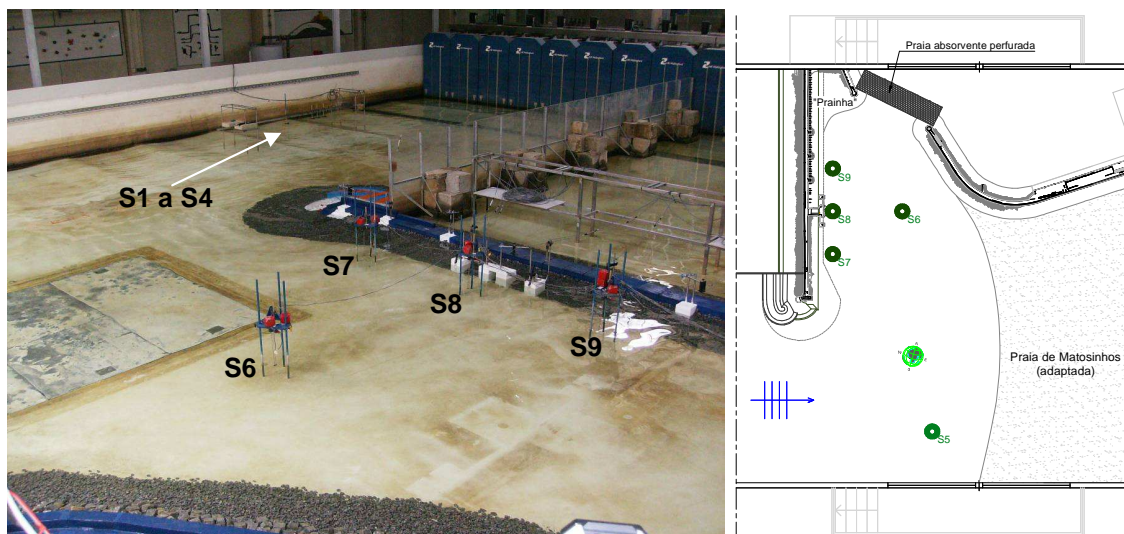 S1 a S4
S7
S8
S6
S9
Praia absorvente perfurada
"Prainha"
S9
S8
S6
S7
Praia de Matosinhos
(adaptada)
S5